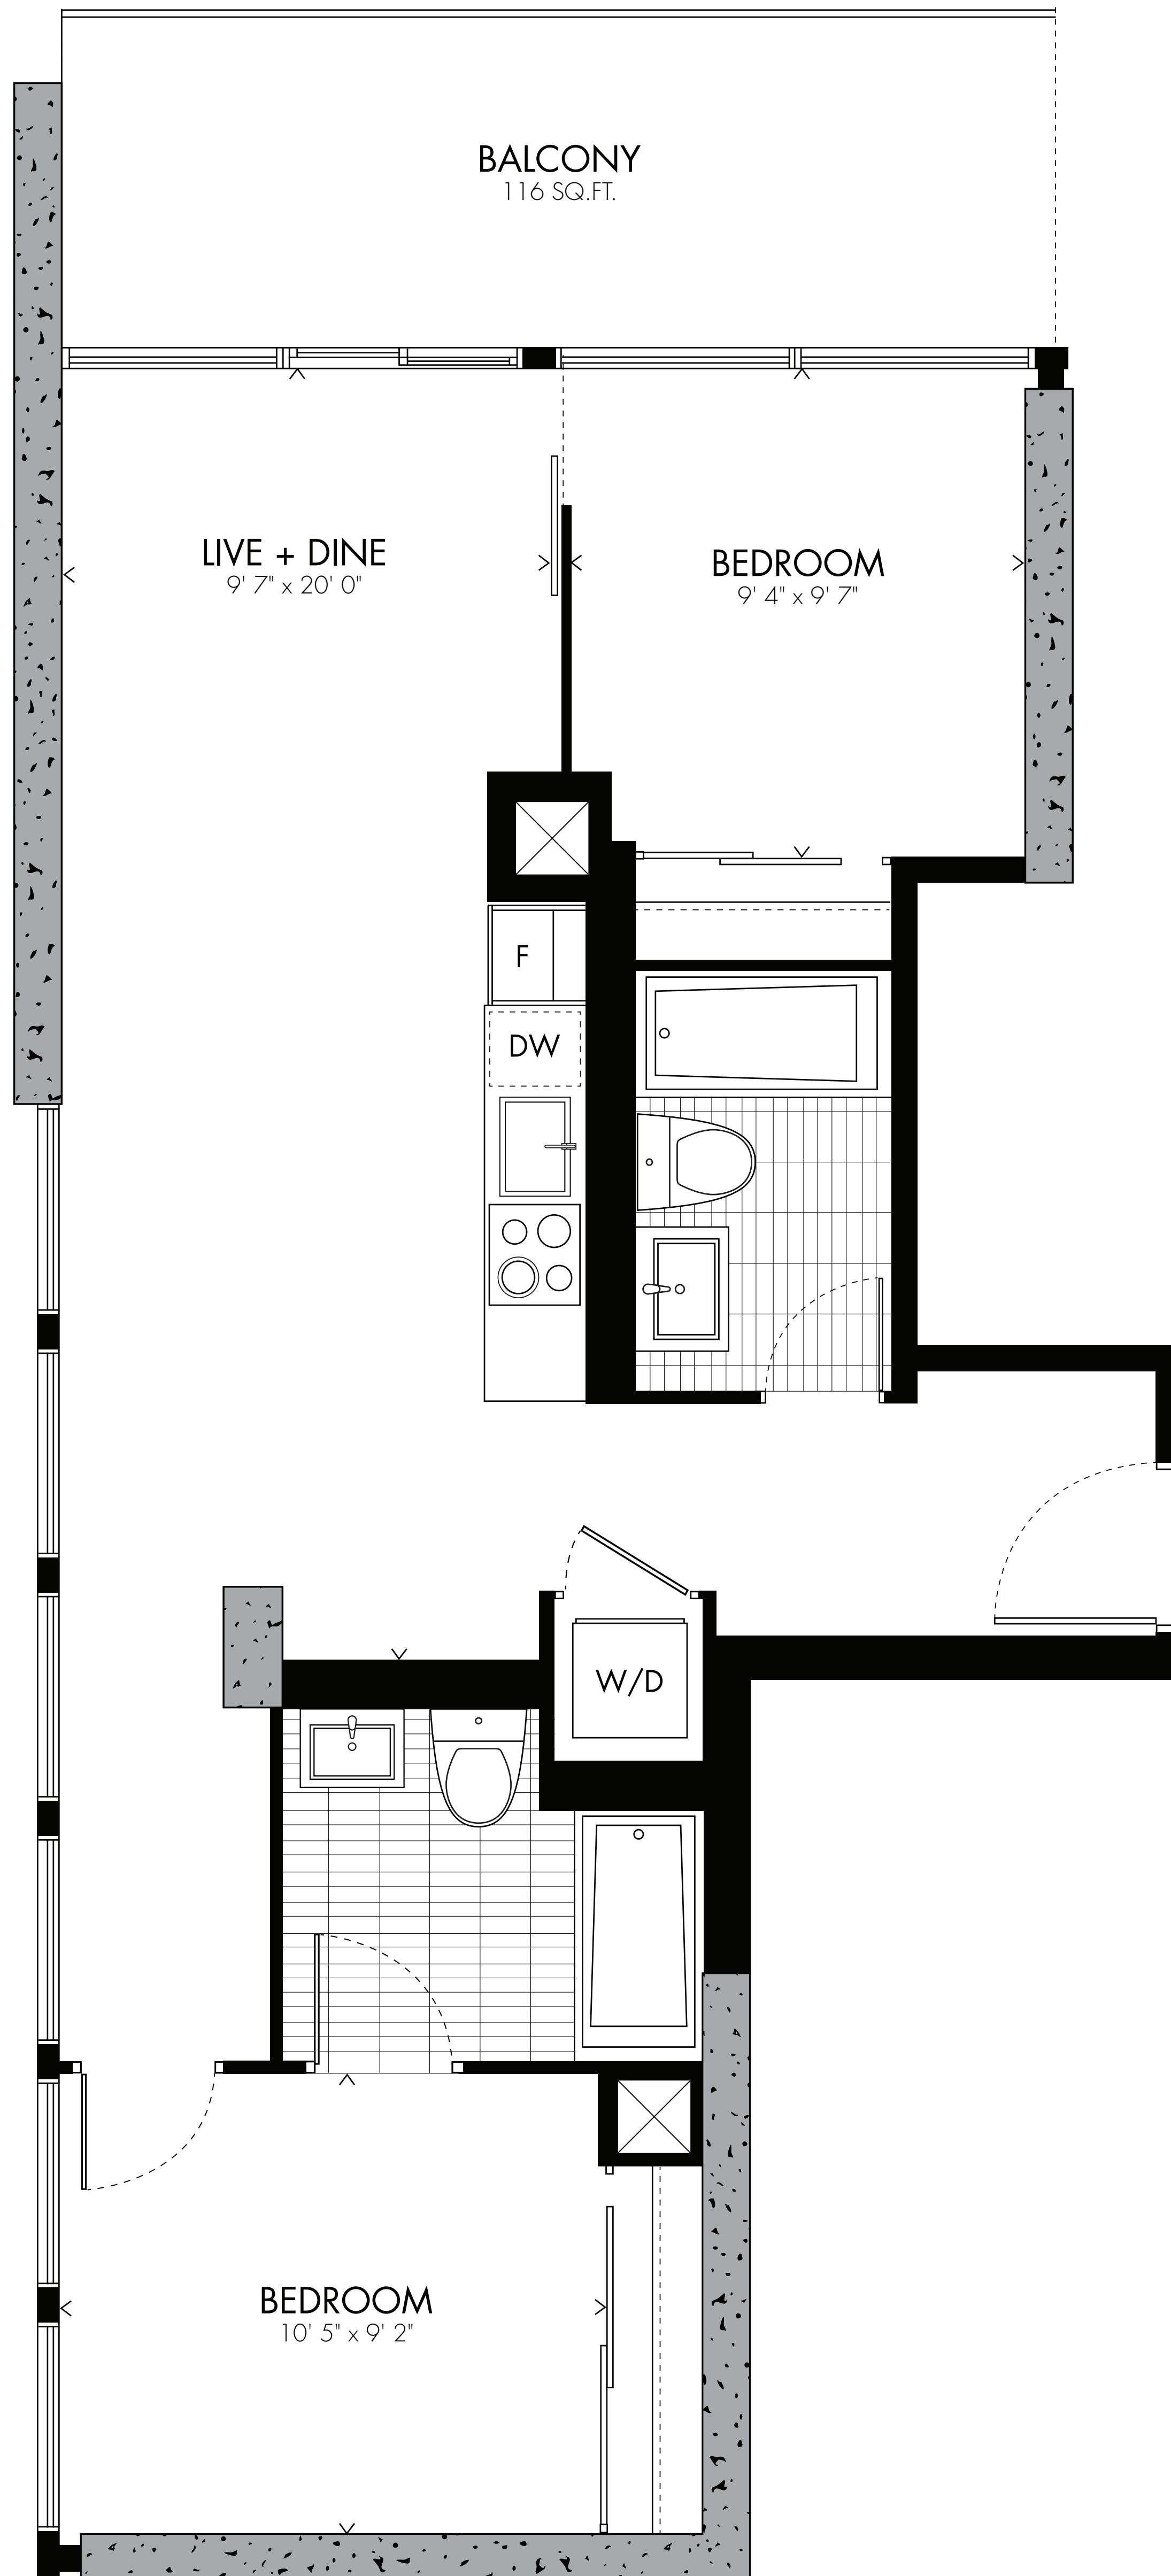 BALCONY
116 SQ.FT.
LIVE + DINE
9' 7" x 20' 0"
BEDROOM
9' 4" x 9' 7"
F
DW
W/D
BEDROOM
10' 5" x 9' 2"